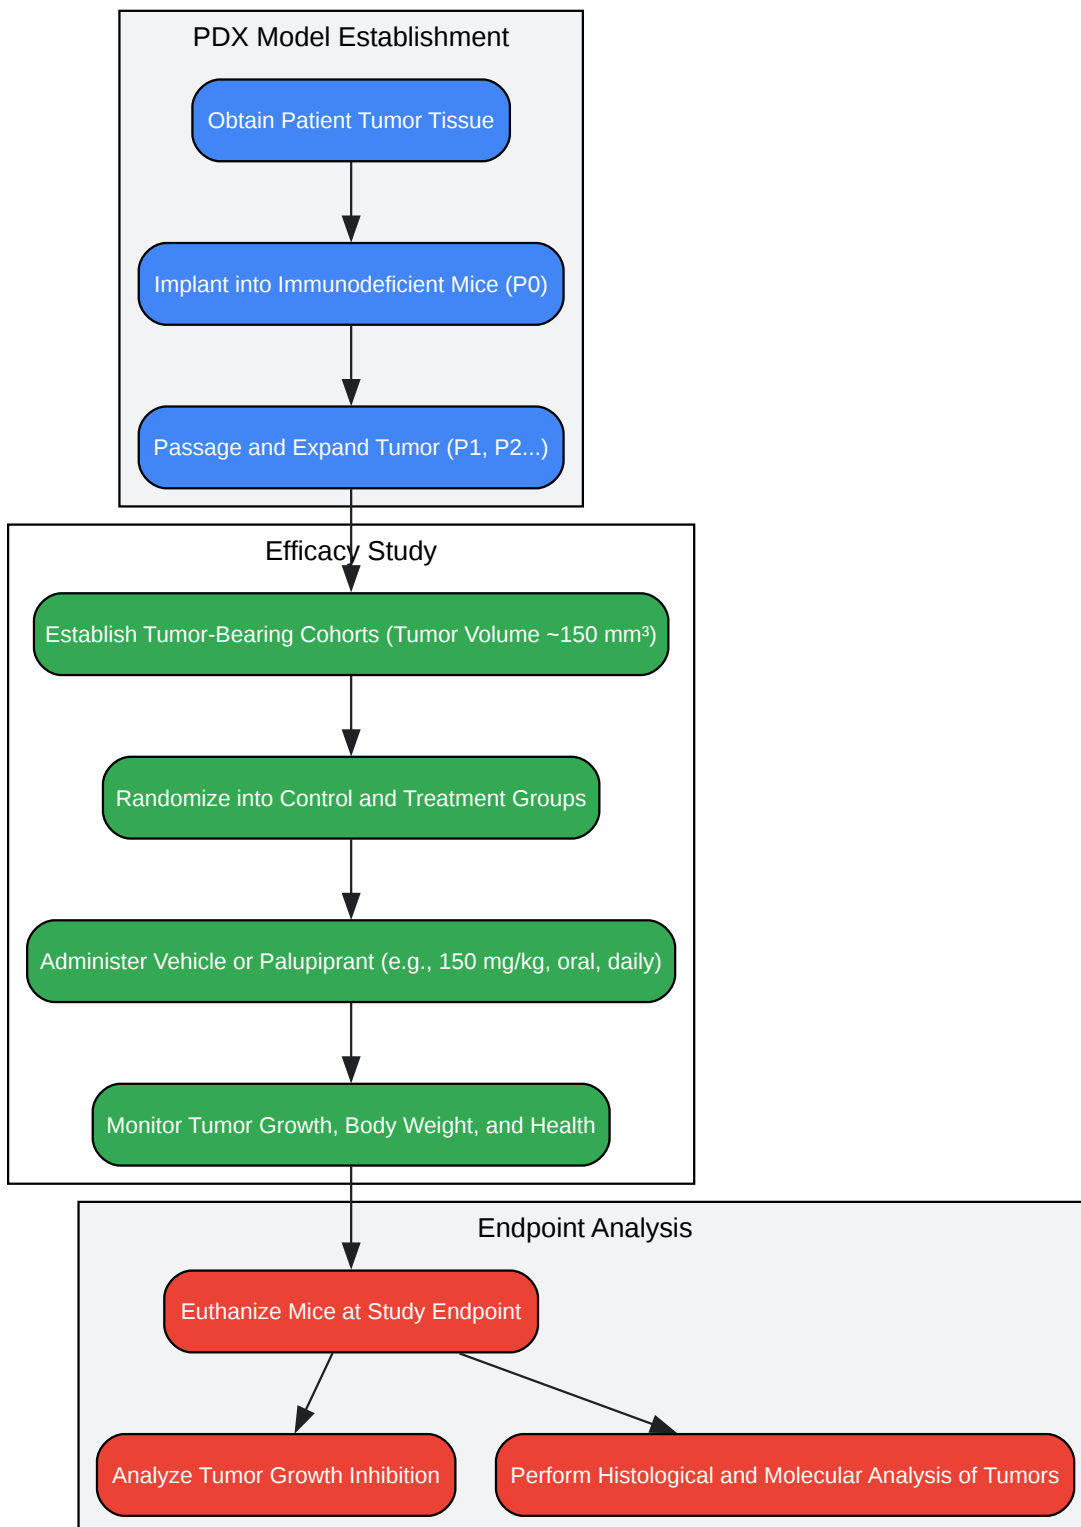 PDX Model Establishment
Obtain Patient Tumor Tissue
Implant into Immunodeficient Mice (P0)
Passage and Expand Tumor (P1, P2...)
Efficacy Study
Establish Tumor-Bearing Cohorts (Tumor Volume ~150 mm³)
Randomize into Control and Treatment Groups
Administer Vehicle or Palupiprant (e.g., 150 mg/kg, oral, daily)
Monitor Tumor Growth, Body Weight, and Health
Endpoint Analysis
Euthanize Mice at Study Endpoint
Analyze Tumor Growth Inhibition
Perform Histological and Molecular Analysis of Tumors